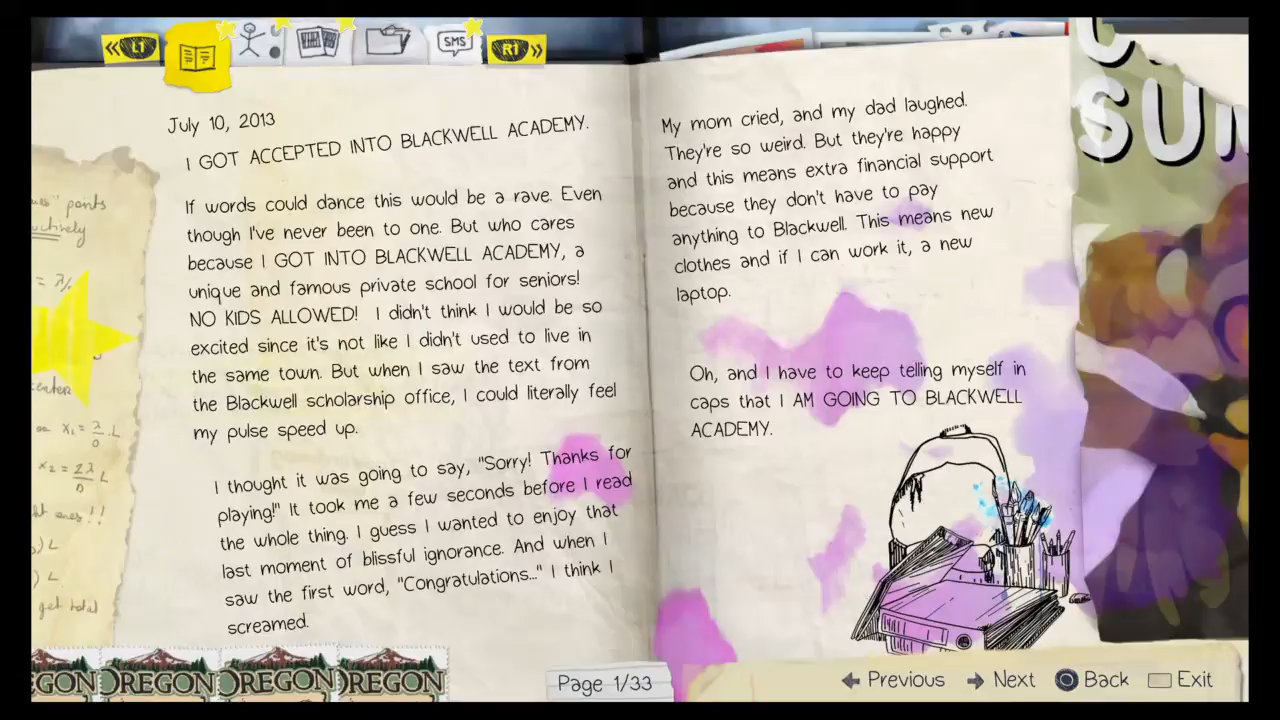 L1
SMS
R1
July 10, 2013
I GOT ACCEPTED INTO BLACKWELL ACADEMY.
If words could dance this would be a rave. Even
though I've never been to one. But who cares
because I GOT INTO BLACKWELL ACADEMY, a
unique and famous private school for seniors!
NO KIDS ALLOWED! I didn't think I would be so
excited since it's not like I didn't used to live in
the same town. But when I saw the text from
the Blackwell scholarship office, I could literally feel
my pulse speed up.
I thought it was going to say, "Sorry! Thanks for
playing!" It took me a few seconds before I read
the whole thing. I guess I wanted to enjoy that
last moment of blissful ignorance. And when I
saw the first word, "Congratulations..." I think I
screamed.
My mom cried, and my dad laughed.
They're so weird. But they're happy
and this means extra financial support
because they don't have to pay
anything to Blackwell. This means new
clothes and if I can work it, a new
laptop.
Oh, and I have to keep telling myself in
caps that I AM GOING TO BLACKWELL
ACADEMY.
points
get total
GON OREGON OREGON OREGON
Page 1/33
Previous
Next
Back
Exit